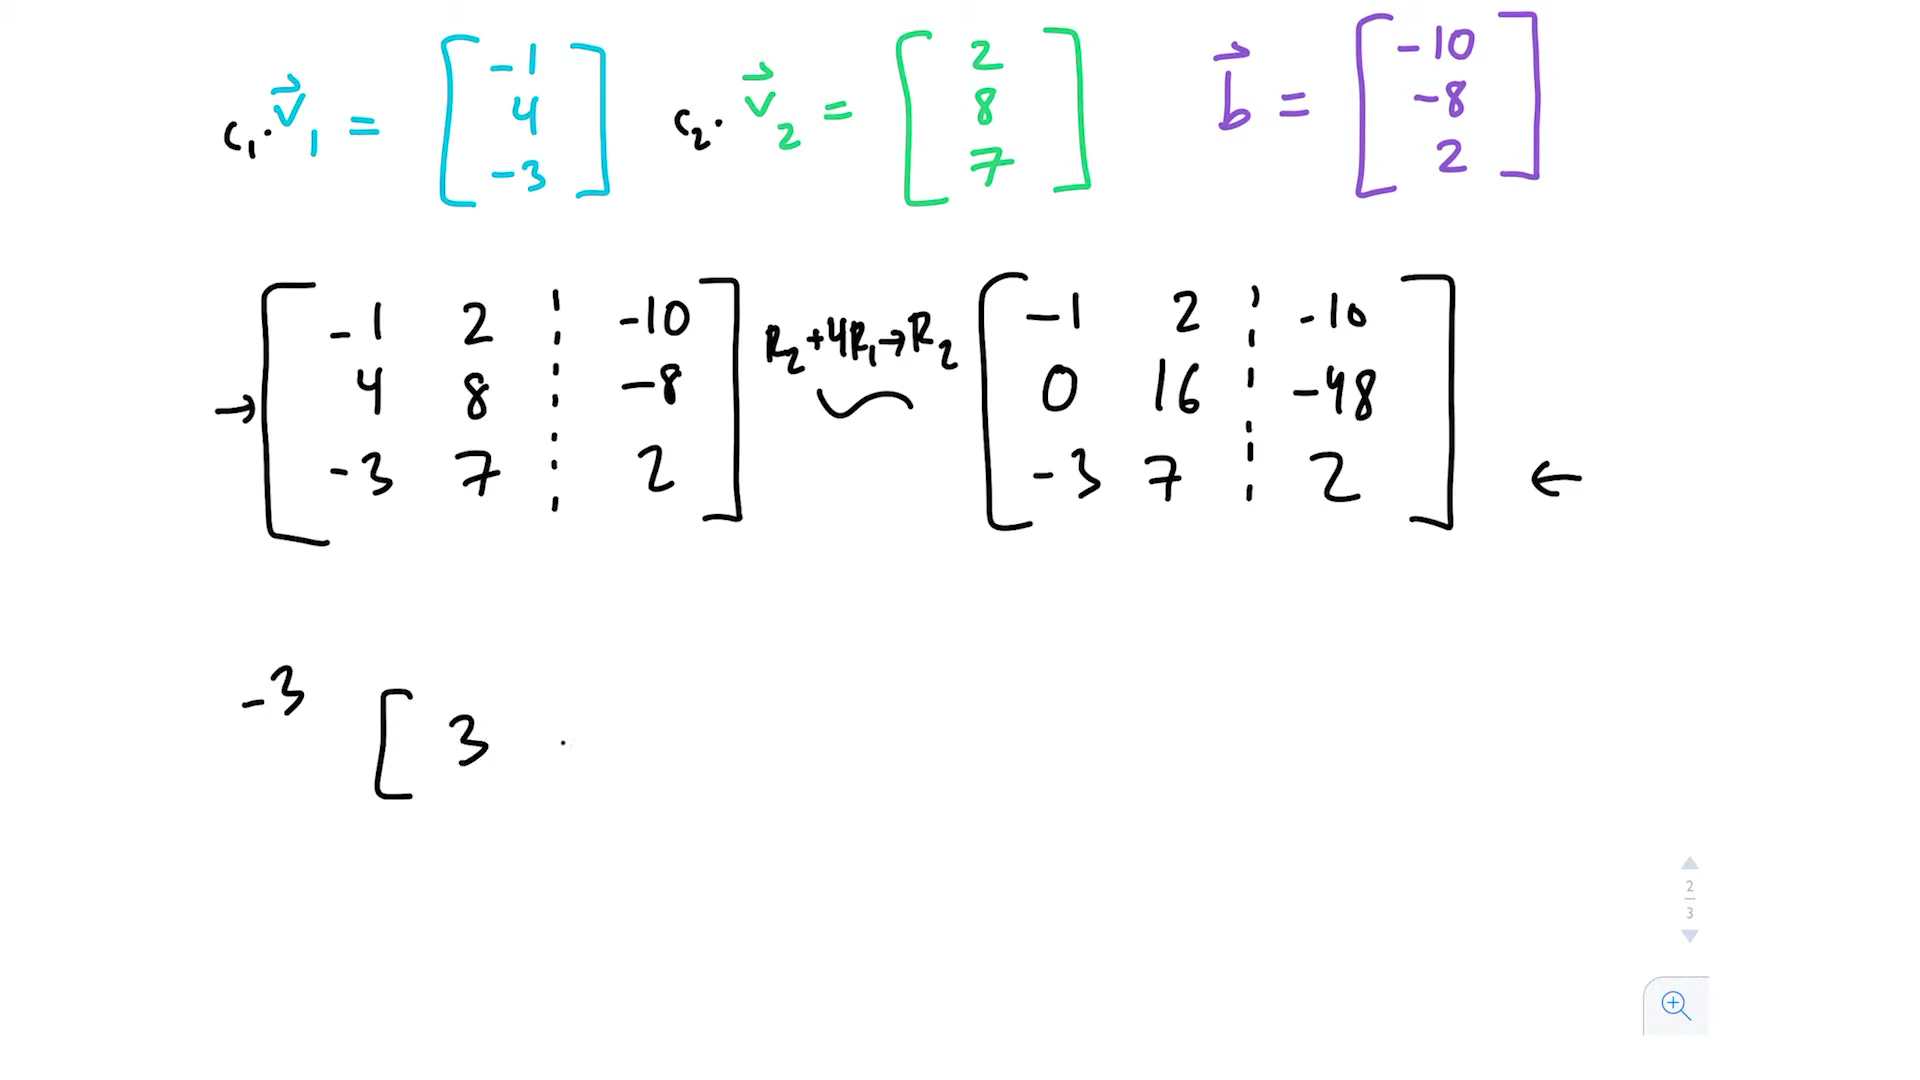 c₁·v⃗₁ = [-1 4 -3] c₂·v⃗₂ = [2 8 7] b⃗ = [-10 -8 2]
→ [-1 2 ¦ -10] R₂+4R₁→R₂ [-1 2 ¦ -10]
[4 8 ¦ -8] [0 16 ¦ -48]
[-3 7 ¦ 2] [-3 7 ¦ 2] ←
-3 [ 3
2
3